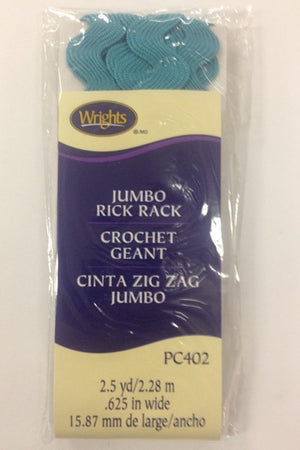 Wrights
®/MD
JUMBO
RICK RACK
CROCHET
GEANT
CINTA ZIG ZAG
JUMBO
PC402
2.5 yd/2.28 m
.625 in wide
15.87 mm de large/ancho